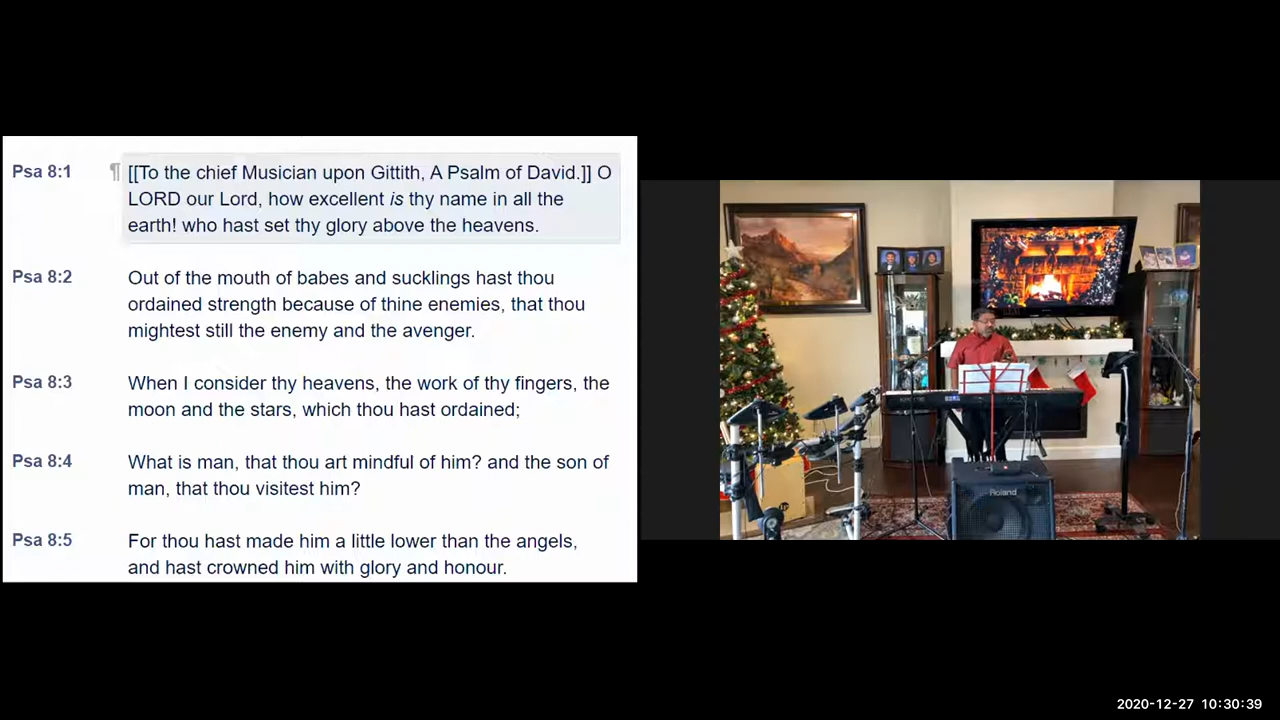 Psa 8:1 ¶ [[To the chief Musician upon Gittith, A Psalm of David.]] O
LORD our Lord, how excellent is thy name in all the
earth! who hast set thy glory above the heavens.
Psa 8:2 Out of the mouth of babes and sucklings hast thou
ordained strength because of thine enemies, that thou
mightest still the enemy and the avenger.
Psa 8:3 When I consider thy heavens, the work of thy fingers, the
moon and the stars, which thou hast ordained;
Psa 8:4 What is man, that thou art mindful of him? and the son of
man, that thou visitest him?
Psa 8:5 For thou hast made him a little lower than the angels,
and hast crowned him with glory and honour.
Roland
2020-12-27 10:30:39